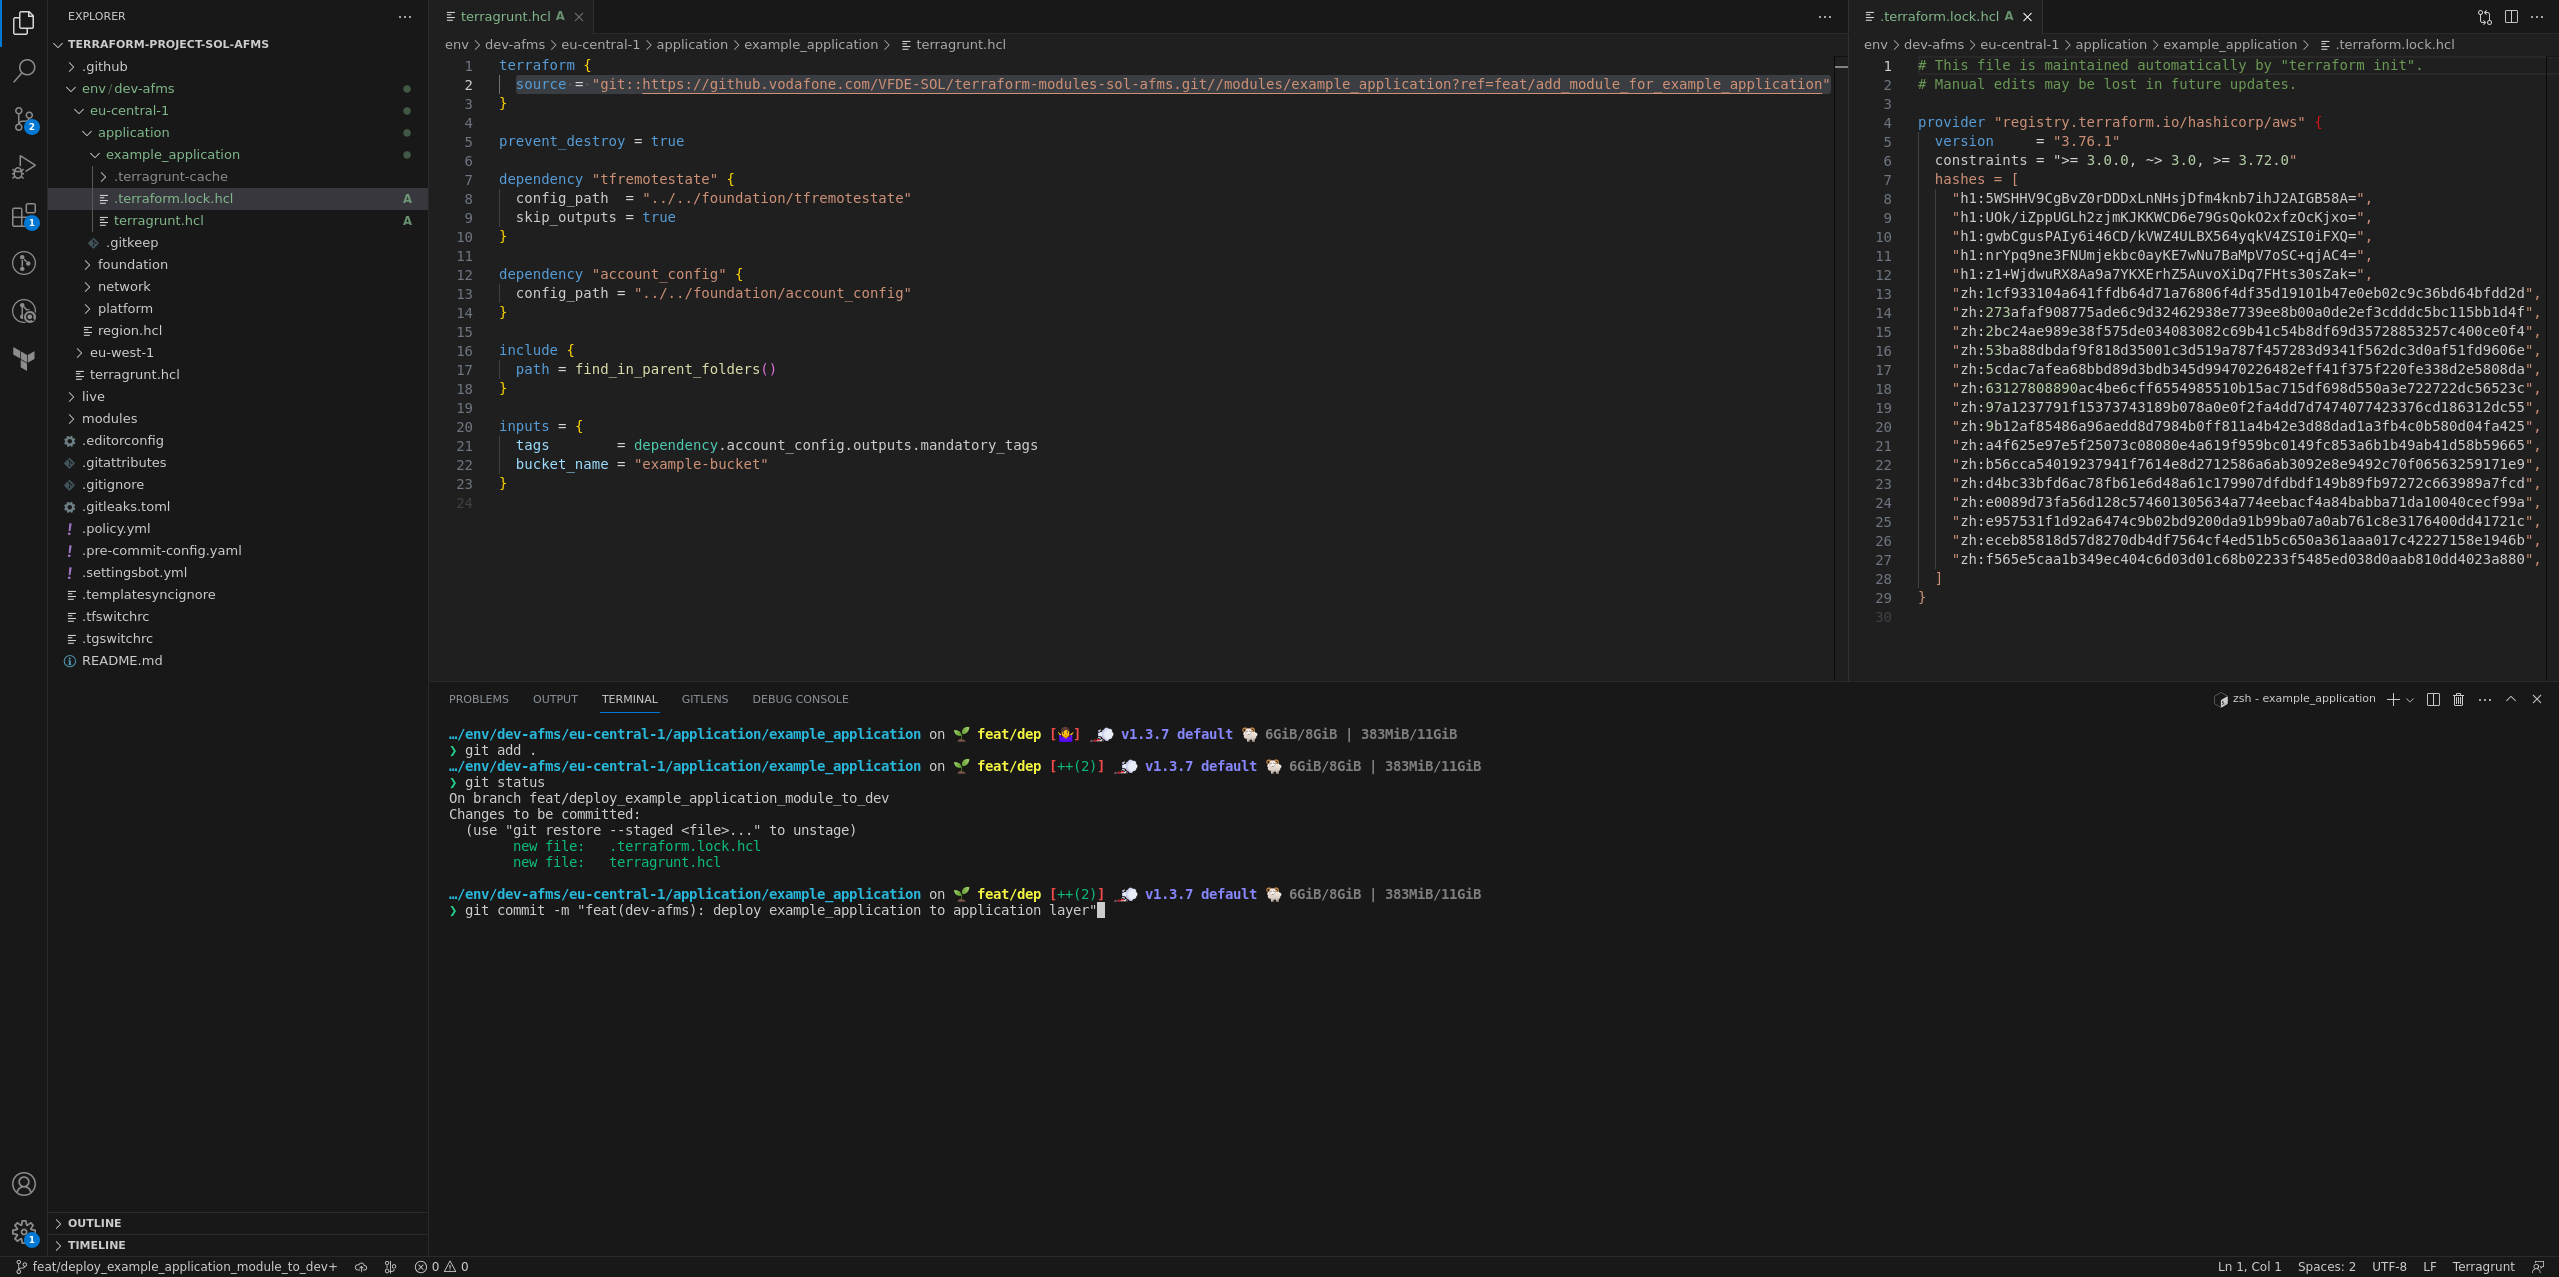 EXPLORER
TERRAFORM-PROJECT-SOL-AFMS
.github
env / dev-afms
eu-central-1
application
example_application
.terragrunt-cache
.terraform.lock.hcl A
terragrunt.hcl A
.gitkeep
foundation
network
platform
region.hcl
eu-west-1
terragrunt.hcl
live
modules
.editorconfig
.gitattributes
.gitignore
.gitleaks.toml
.policy.yml
.pre-commit-config.yaml
.settingsbot.yml
.templatesyncignore
.tfswitchrc
.tgswitchrc
README.md
OUTLINE
TIMELINE
2
1
1
terragrunt.hcl A
env > dev-afms > eu-central-1 > application > example_application > terragrunt.hcl
1 terraform {
2   source = "git::https://github.vodafone.com/VFDE-SOL/terraform-modules-sol-afms.git//modules/example_application?ref=feat/add_module_for_example_application"
3 }
4
5 prevent_destroy = true
6
7 dependency "tfremotestate" {
8   config_path  = "../../foundation/tfremotestate"
9   skip_outputs = true
10 }
11
12 dependency "account_config" {
13   config_path = "../../foundation/account_config"
14 }
15
16 include {
17   path = find_in_parent_folders()
18 }
19
20 inputs = {
21   tags        = dependency.account_config.outputs.mandatory_tags
22   bucket_name = "example-bucket"
23 }
24
.terraform.lock.hcl A
env > dev-afms > eu-central-1 > application > example_application > .terraform.lock.hcl
1 # This file is maintained automatically by "terraform init".
2 # Manual edits may be lost in future updates.
3
4 provider "registry.terraform.io/hashicorp/aws" {
5   version     = "3.76.1"
6   constraints = ">= 3.0.0, ~> 3.0, >= 3.72.0"
7   hashes = [
8     "h1:5WSHHV9CgBvZ0rDDDxLnNHsjDfm4knb7ihJ2AIGB58A=",
9     "h1:UOk/iZppUGLh2zjmKJKKWCD6e79GsQokO2xfzOcKjxo=",
10     "h1:gwbCgusPAIy6i46CD/kVWZ4ULBX564yqkV4ZSI0iFXQ=",
11     "h1:nrYpq9ne3FNUmjekbc0ayKE7wNu7BaMpV7oSC+qjAC4=",
12     "h1:z1+WjdwuRX8Aa9a7YKXErhZ5AuvoXiDq7FHts30sZak=",
13     "zh:1cf933104a641ffdb64d71a76806f4df35d19101b47e0eb02c9c36bd64bfdd2d",
14     "zh:273afaf908775ade6c9d32462938e7739ee8b00a0de2ef3cdddc5bc115bb1d4f",
15     "zh:2bc24ae989e38f575de034083082c69b41c54b8df69d35728853257c400ce0f4",
16     "zh:53ba88dbdaf9f818d35001c3d519a787f457283d9341f562dc3d0af51fd9606e",
17     "zh:5cdac7afea68bbd89d3bdb345d99470226482eff41f375f220fe338d2e5808da",
18     "zh:63127808890ac4be6cff6554985510b15ac715df698d550a3e722722dc56523c",
19     "zh:97a1237791f15373743189b078a0e0f2fa4dd7d7474077423376cd186312dc55",
20     "zh:9b12af85486a96aedd8d7984b0ff811a4b42e3d88dad1a3fb4c0b580d04fa425",
21     "zh:a4f625e97e5f25073c08080e4a619f959bc0149fc853a6b1b49ab41d58b59665",
22     "zh:b56cca54019237941f7614e8d2712586a6ab3092e8e9492c70f06563259171e9",
23     "zh:d4bc33bfd6ac78fb61e6d48a61c179907dfdbdf149b89fb97272c663989a7fcd",
24     "zh:e0089d73fa56d128c574601305634a774eebacf4a84babba71da10040cecf99a",
25     "zh:e957531f1d92a6474c9b02bd9200da91b99ba07a0ab761c8e3176400dd41721c",
26     "zh:eceb85818d57d8270db4df7564cf4ed51b5c650a361aaa017c42227158e1946b",
27     "zh:f565e5caa1b349ec404c6d03d01c68b02233f5485ed038d0aab810dd4023a880",
28   ]
29 }
30
PROBLEMS OUTPUT TERMINAL GITLENS DEBUG CONSOLE
zsh - example_application
…/env/dev-afms/eu-central-1/application/example_application on 🌱 feat/dep [🤷] v1.3.7 default 🐏 6GiB/8GiB | 383MiB/11GiB
❯ git add .
…/env/dev-afms/eu-central-1/application/example_application on 🌱 feat/dep [++(2)] v1.3.7 default 🐏 6GiB/8GiB | 383MiB/11GiB
❯ git status
On branch feat/deploy_example_application_module_to_dev
Changes to be committed:
  (use "git restore --staged <file>..." to unstage)
        new file:   .terraform.lock.hcl
        new file:   terragrunt.hcl
…/env/dev-afms/eu-central-1/application/example_application on 🌱 feat/dep [++(2)] v1.3.7 default 🐏 6GiB/8GiB | 383MiB/11GiB
❯ git commit -m "feat(dev-afms): deploy example_application to application layer"
feat/deploy_example_application_module_to_dev+ 0 0
Ln 1, Col 1 Spaces: 2 UTF-8 LF Terragrunt